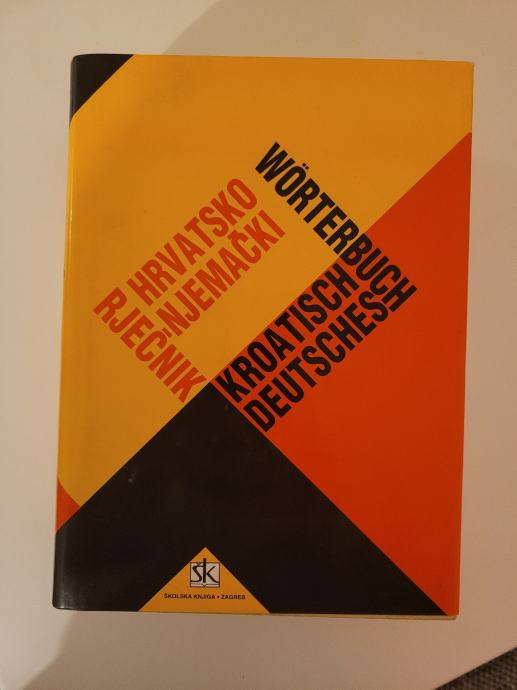 HRVATSKO
-NJEMAČKI
RJEČNIK
WÖRTERBUCH
KROATISCH
DEUTSCHES
šk
ŠKOLSKA KNJIGA • ZAGREB